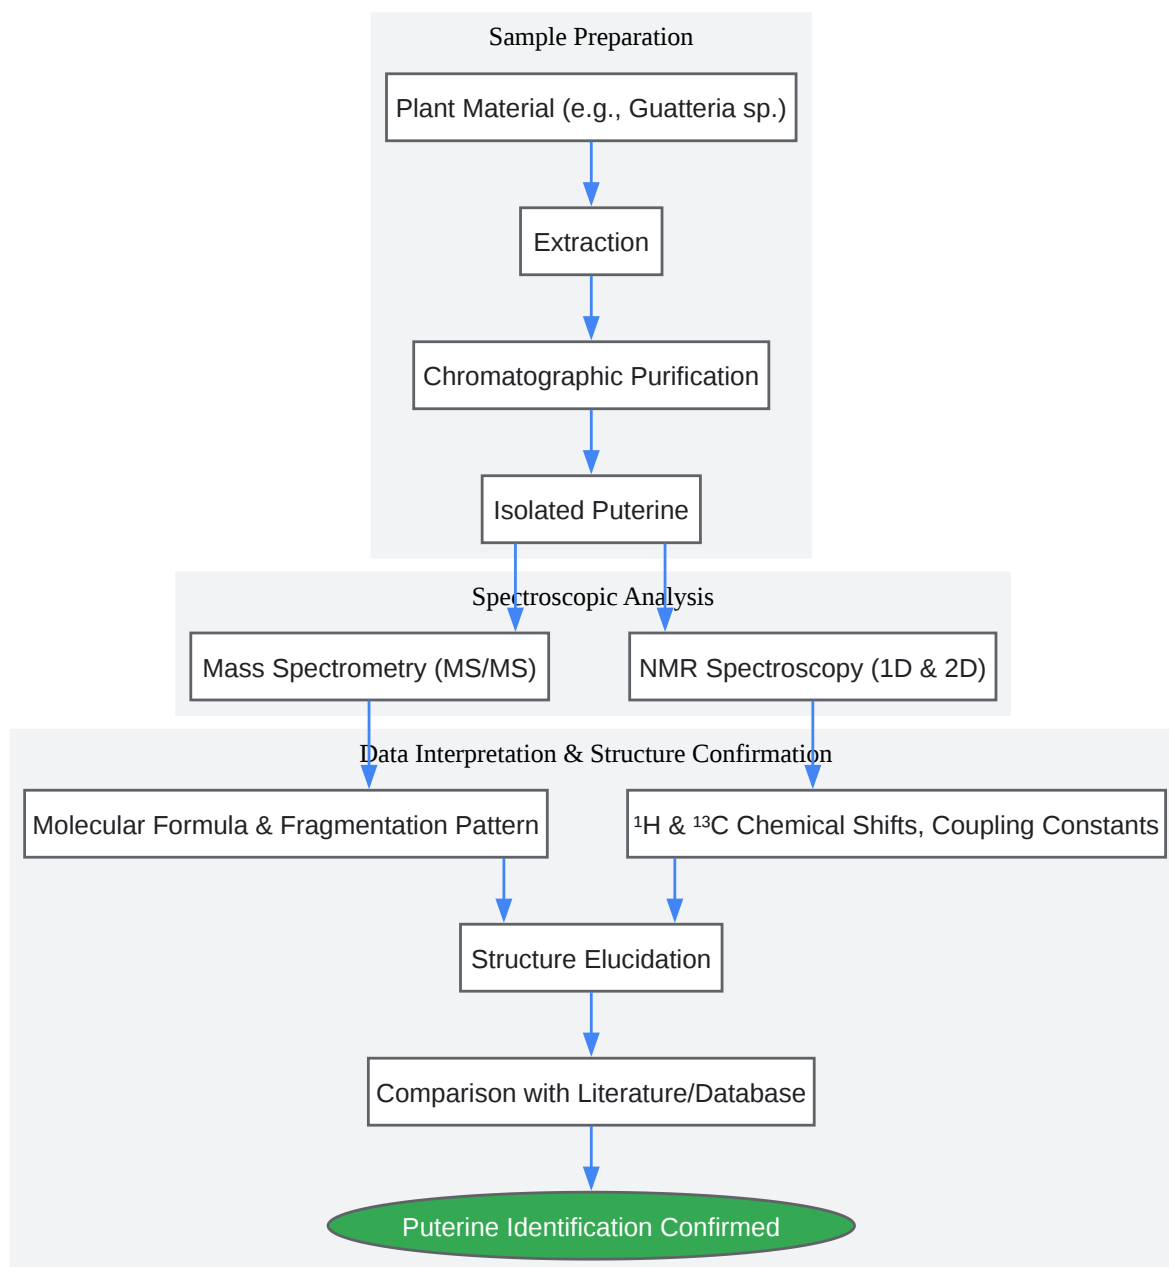 Sample Preparation
Plant Material (e.g., Guatteria sp.)
Extraction
Chromatographic Purification
Isolated Puterine
Spectroscopic Analysis
Mass Spectrometry (MS/MS)
NMR Spectroscopy (1D & 2D)
Data Interpretation & Structure Confirmation
Molecular Formula & Fragmentation Pattern
¹H & ¹³C Chemical Shifts, Coupling Constants
Structure Elucidation
Comparison with Literature/Database
Puterine Identification Confirmed